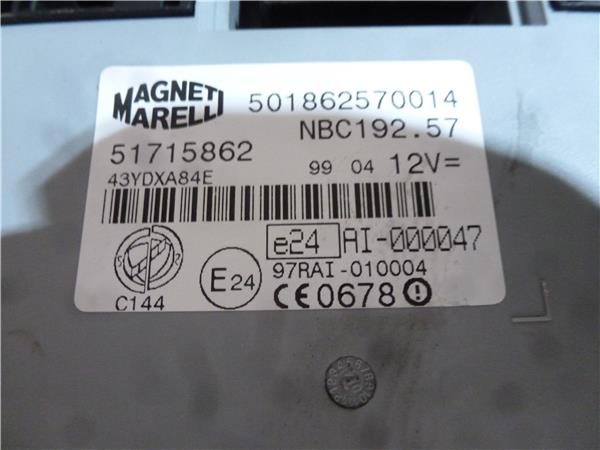 MAGNETI MARELLI
501862570014
NBC192.57
51715862
43YDXA84E
99 04 12V=
e24 AI-000047
97RAI-010004
E24
C144
CE0678